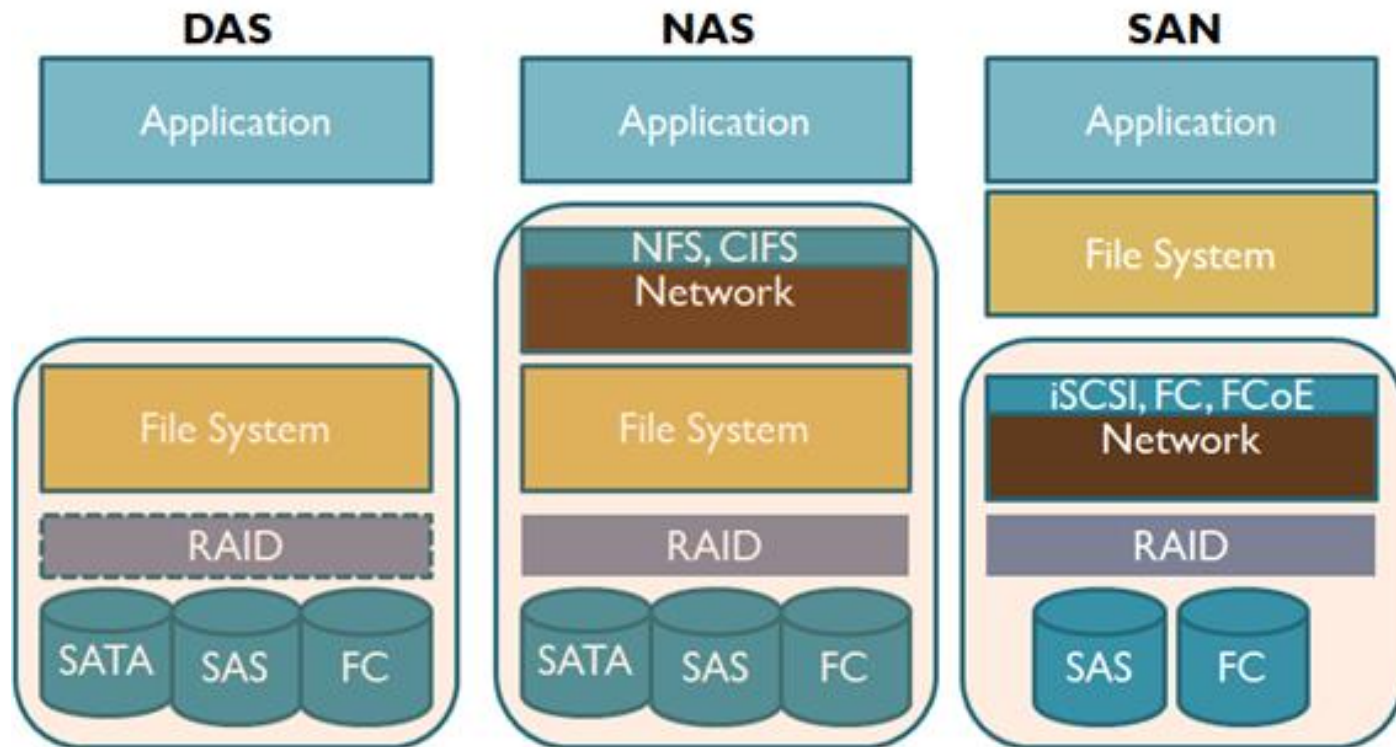 DAS
Application
File System
RAID
SATA
SAS
FC
NAS
Application
NFS, CIFS
Network
File System
RAID
SATA
SAS
FC
SAN
Application
File System
iSCSI, FC, FCoE
Network
RAID
SAS
FC